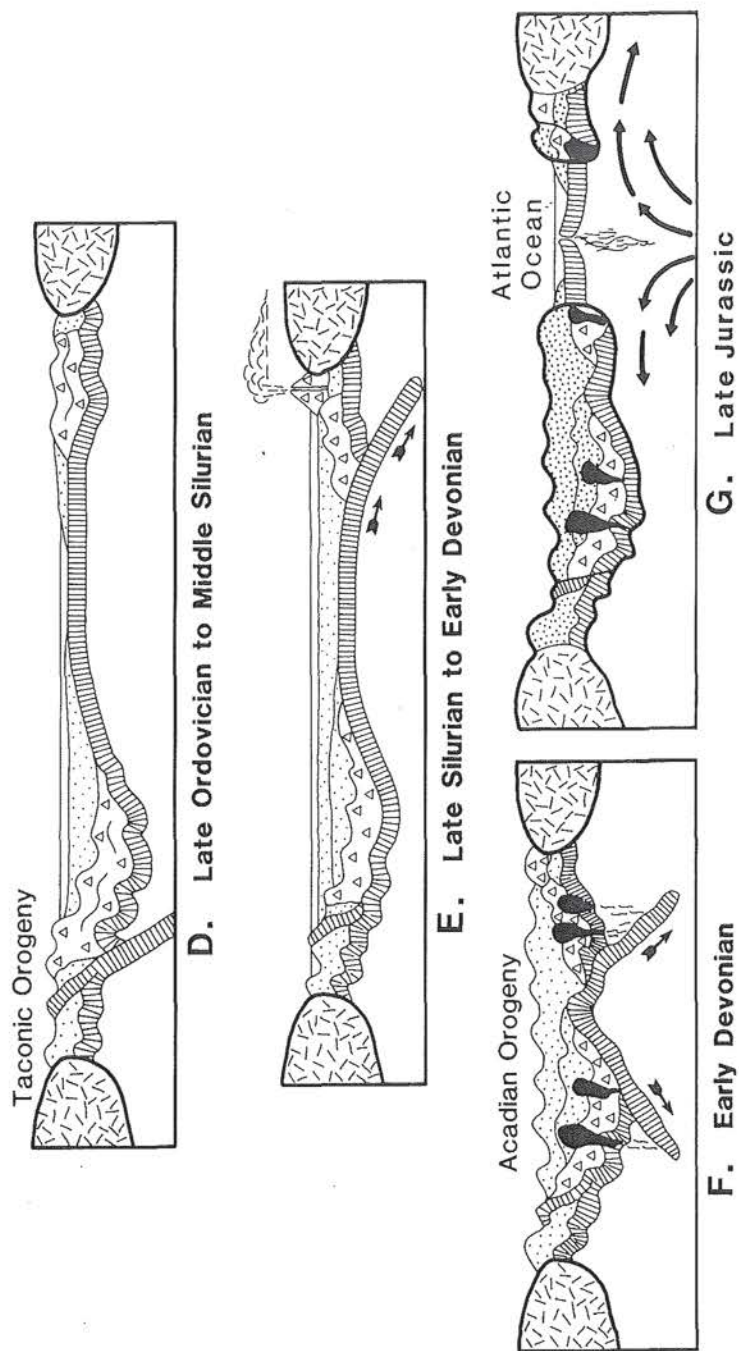 Taconic Orogeny
D. Late Ordovician to Middle Silurian
E. Late Silurian to Early Devonian
Acadian Orogeny
F. Early Devonian
Atlantic
Ocean
G. Late Jurassic